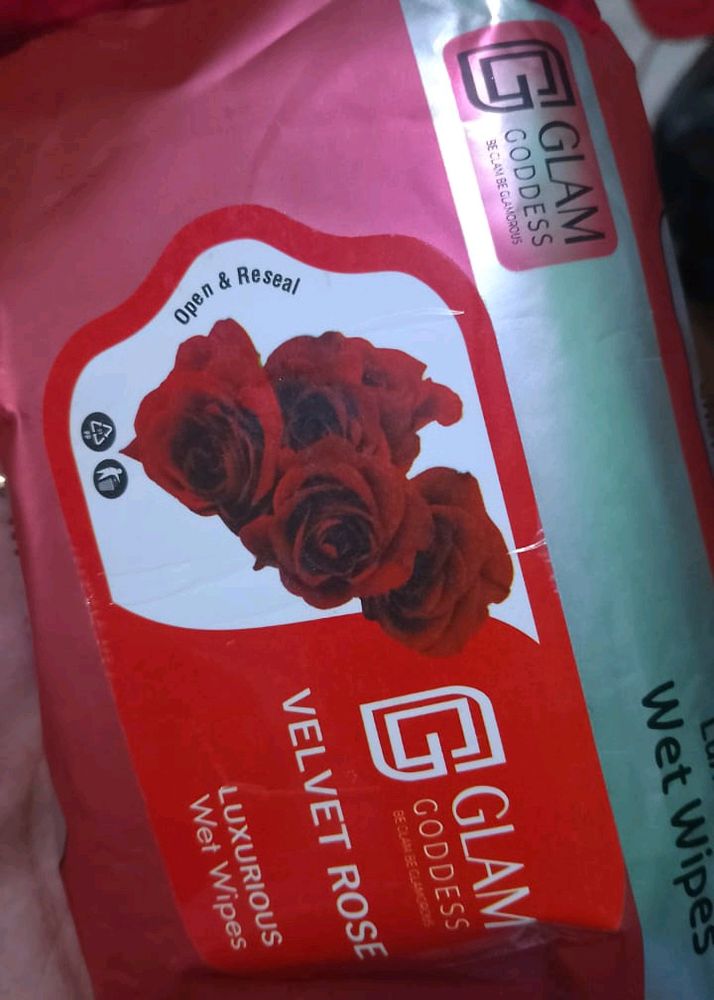 GLAM
GODDESS
BE GLAM BE GLAMOROUS
Open & Reseal
GLAM
GODDESS
BE GLAM BE GLAMOROUS
VELVET ROSE
LUXURIOUS
Wet Wipes
Wet Wipes